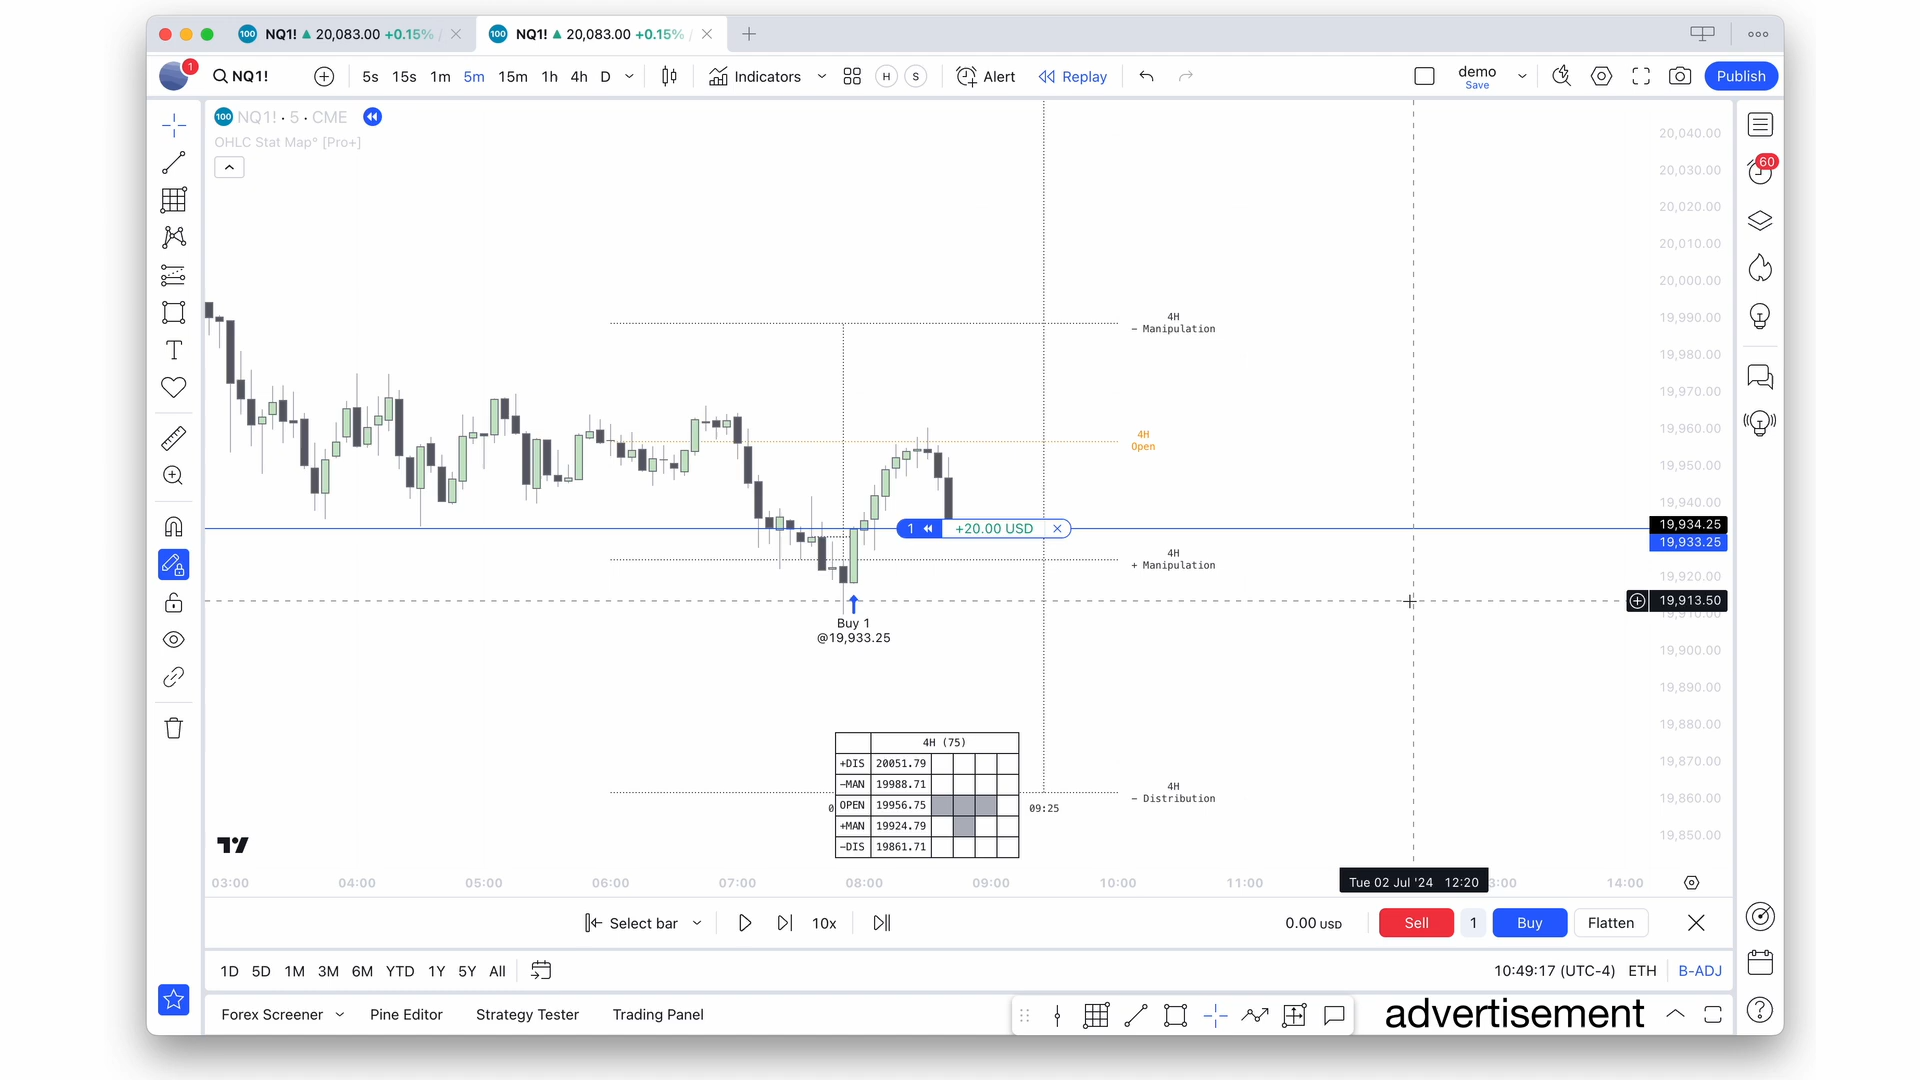 NQ1! ▲ 20,083.00 +0.15% /
NQ1! ▲ 20,083.00 +0.15% /
1
NQ1!
5s 15s 1m 5m 15m 1h 4h D
Indicators
H S
Alert
Replay
demo
Save
Publish
100 NQ1! · 5 · CME
OHLC Stat Map° [Pro+]
60
20,040.00
20,030.00
20,020.00
20,010.00
20,000.00
19,990.00
19,980.00
19,970.00
19,960.00
19,950.00
19,940.00
19,934.25
19,933.25
19,920.00
19,913.50
19,910.00
19,900.00
19,890.00
19,880.00
19,870.00
19,860.00
19,850.00
4H
− Manipulation
4H
Open
1 +20.00 USD
4H
+ Manipulation
Buy 1
@19,933.25
4H
− Distribution
09:25
4H (75)
+DIS 20051.79
−MAN 19988.71
OPEN 19956.75
+MAN 19924.79
−DIS 19861.71
03:00 04:00 05:00 06:00 07:00 08:00 09:00 10:00 11:00 Tue 02 Jul '24 12:20 3:00 14:00
Select bar
10x
0.00 USD
Sell 1 Buy Flatten
1D 5D 1M 3M 6M YTD 1Y 5Y All
10:49:17 (UTC-4) ETH B-ADJ
Forex Screener Pine Editor Strategy Tester Trading Panel
advertisement